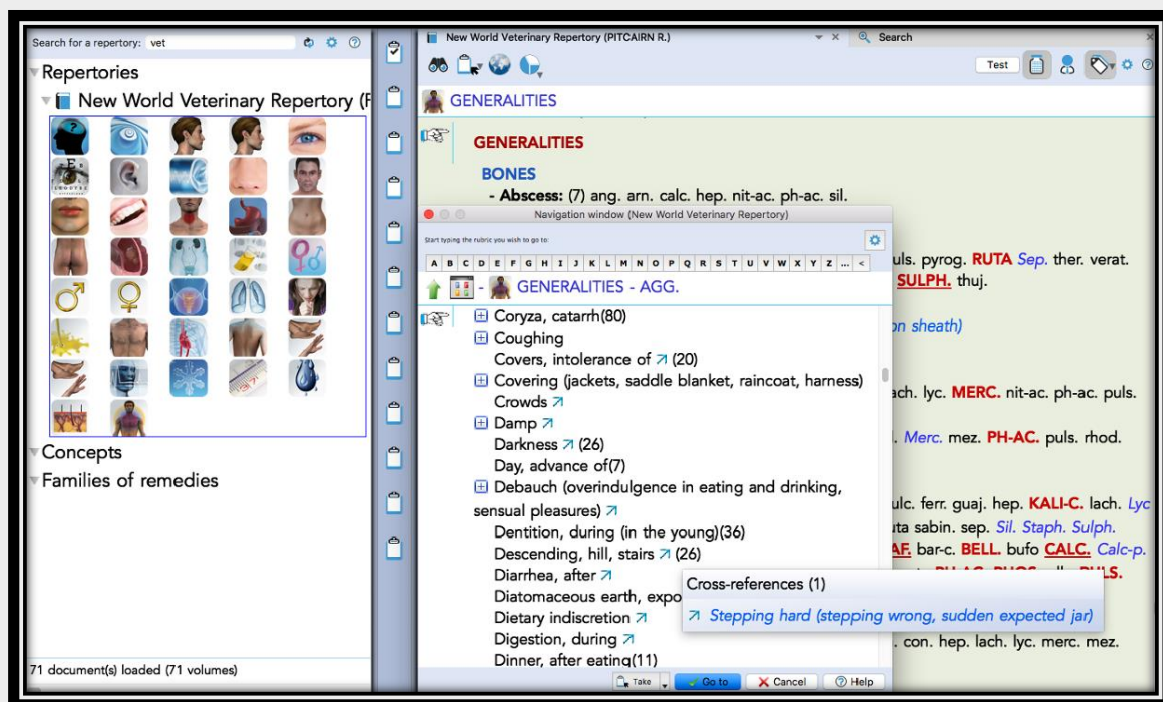 Search for a repertory: vet
Repertories
New World Veterinary Repertory (F
Concepts
Families of remedies
71 document(s) loaded (71 volumes)
New World Veterinary Repertory (PITCAIRN R.)
Search
Test
GENERALITIES
GENERALITIES
BONES
- Abscess: (7) ang. arn. calc. hep. nit-ac. ph-ac. sil.
Navigation window (New World Veterinary Repertory)
Start typing the rubric you wish to go to:
A B C D E F G H I J K L M N O P Q R S T U V W X Y Z ... <
- GENERALITIES - AGG.
Coryza, catarrh(80)
Coughing
Covers, intolerance of (20)
Covering (jackets, saddle blanket, raincoat, harness)
Crowds
Damp
Darkness (26)
Day, advance of(7)
Debauch (overindulgence in eating and drinking,
sensual pleasures)
Dentition, during (in the young)(36)
Descending, hill, stairs (26)
Diarrhea, after
Diatomaceous earth, expo
Dietary indiscretion
Digestion, during
Dinner, after eating(11)
Take Go to Cancel Help
Cross-references (1)
Stepping hard (stepping wrong, sudden expected jar)
uls. pyrog. RUTA Sep. ther. verat.
SULPH. thuj.
on sheath)
ach. lyc. MERC. nit-ac. ph-ac. puls.
. Merc. mez. PH-AC. puls. rhod.
ulc. ferr. guaj. hep. KALI-C. lach. Lyc
uta sabin. sep. Sil. Staph. Sulph.
AF. bar-c. BELL. bufo CALC. Calc-p.
. con. hep. lach. lyc. merc. mez.